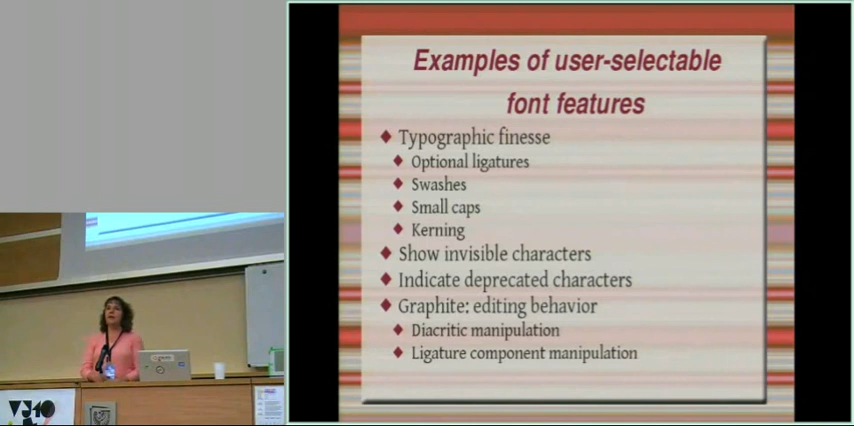 Examples of user-selectable
font features
Typographic finesse
Optional ligatures
Swashes
Small caps
Kerning
Show invisible characters
Indicate deprecated characters
Graphite: editing behavior
Diacritic manipulation
Ligature component manipulation
VJ40